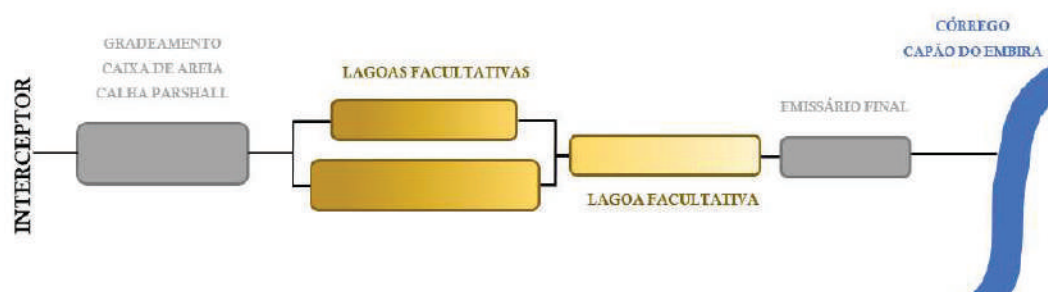 INTERCEPTOR
GRADEAMENTO
CAIXA DE AREIA
CALHA PARSHALL
LAGOAS FACULTATIVAS
LAGOA FACULTATIVA
EMISSÁRIO FINAL
CÓRREGO
CAPÃO DO EMBIRA